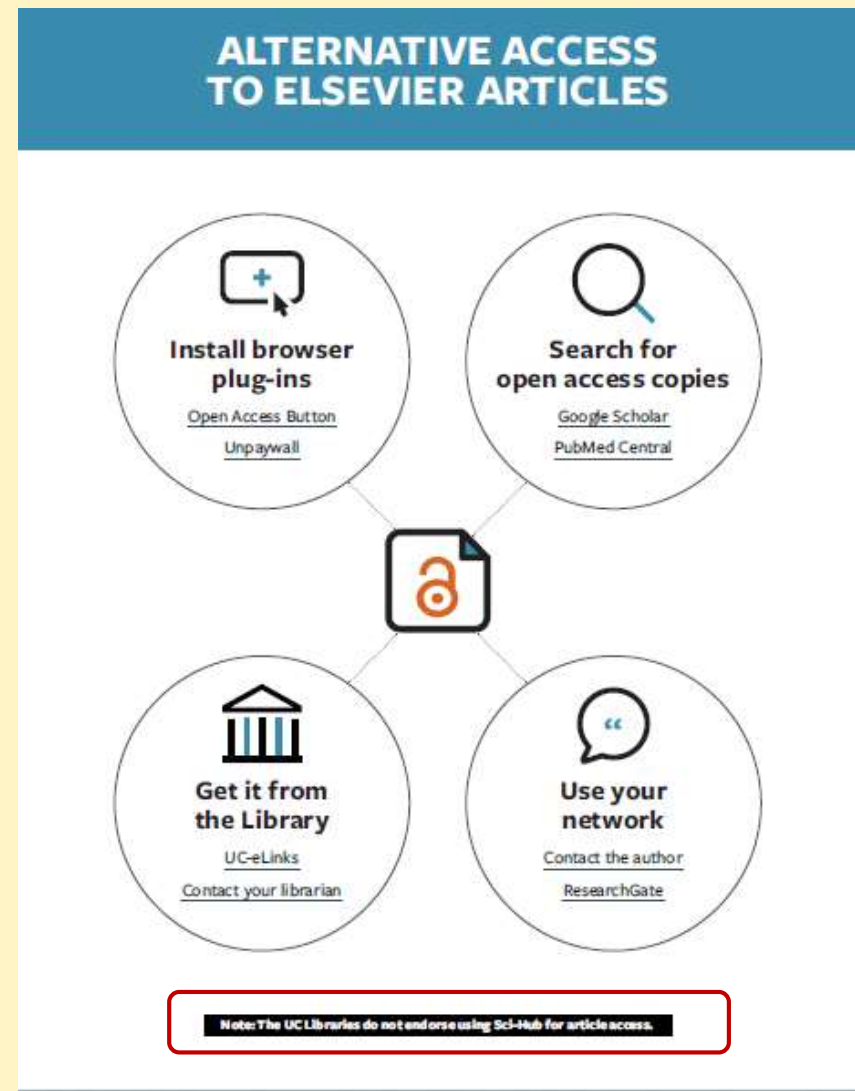 ALTERNATIVE ACCESS
TO ELSEVIER ARTICLES
Install browser
plug-ins
Open Access Button
Unpaywall
Search for
open access copies
Google Scholar
PubMed Central
Get it from
the Library
UC-eLinks
Contact your librarian
“
Use your
network
Contact the author
ResearchGate
Note: The UC Libraries do not endorse using Sci-Hub for article access.